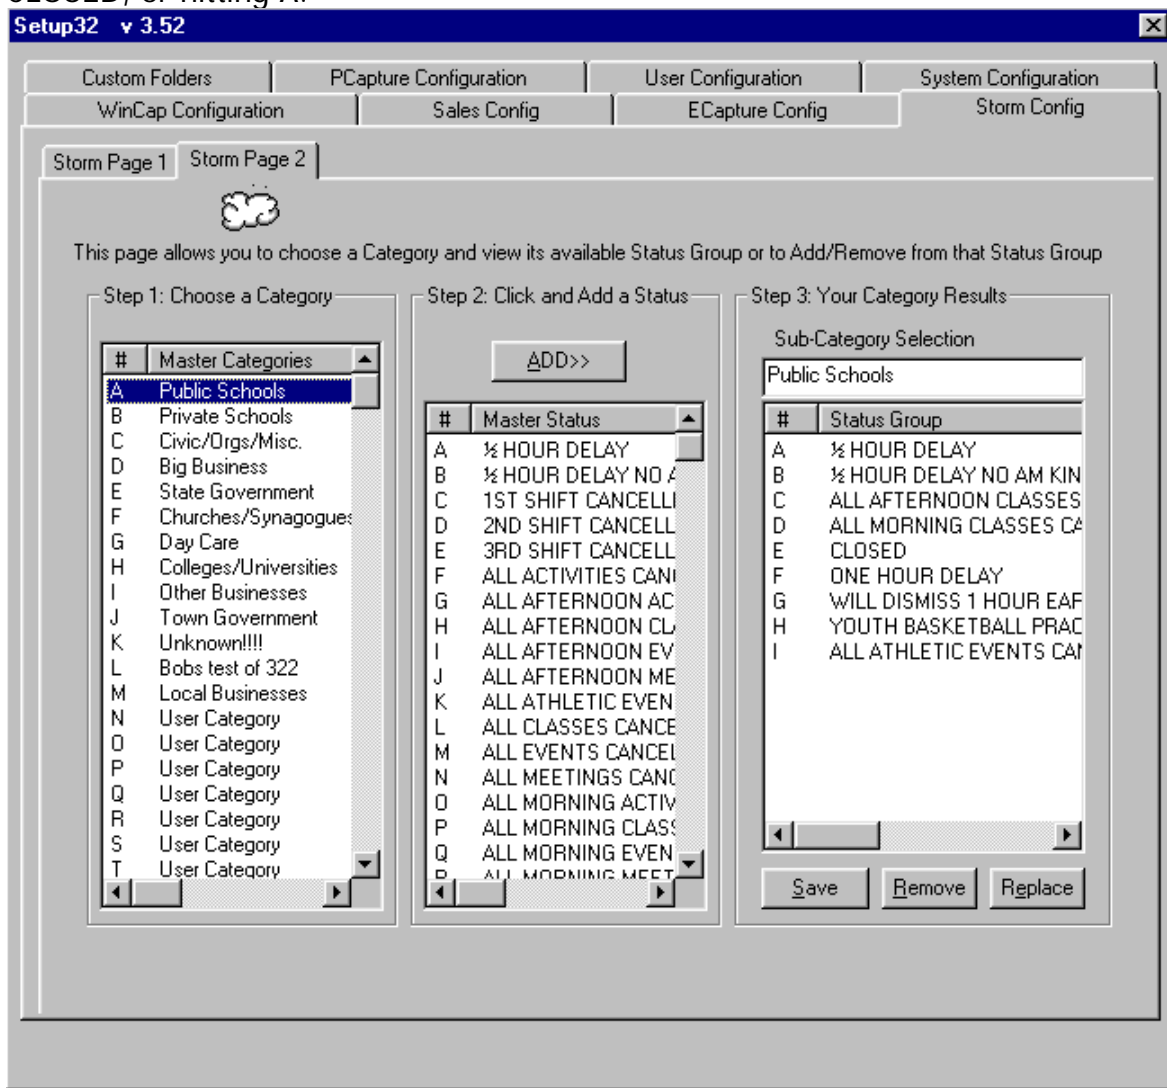 Setup32 v 3.52
Custom Folders PCapture Configuration User Configuration System Configuration
WinCap Configuration Sales Config ECapture Config Storm Config
Storm Page 1 Storm Page 2
This page allows you to choose a Category and view its available Status Group or to Add/Remove from that Status Group
Step 1: Choose a Category
# Master Categories
A Public Schools
B Private Schools
C Civic/Orgs/Misc.
D Big Business
E State Government
F Churches/Synagogues
G Day Care
H Colleges/Universities
I Other Businesses
J Town Government
K Unknown!!!!
L Bobs test of 322
M Local Businesses
N User Category
O User Category
P User Category
Q User Category
R User Category
S User Category
T User Category
Step 2: Click and Add a Status
ADD>>
# Master Status
A ½ HOUR DELAY
B ½ HOUR DELAY NO
C 1ST SHIFT CANCELL
D 2ND SHIFT CANCELL
E 3RD SHIFT CANCELL
F ALL ACTIVITIES CAN
G ALL AFTERNOON AC
H ALL AFTERNOON CL
I ALL AFTERNOON EV
J ALL AFTERNOON ME
K ALL ATHLETIC EVEN
L ALL CLASSES CANCE
M ALL EVENTS CANCEL
N ALL MEETINGS CANC
O ALL MORNING ACTIV
P ALL MORNING CLASS
Q ALL MORNING EVEN
R ALL MORNING MEET
Step 3: Your Category Results
Sub-Category Selection
Public Schools
# Status Group
A ½ HOUR DELAY
B ½ HOUR DELAY NO AM KIN
C ALL AFTERNOON CLASSES
D ALL MORNING CLASSES CA
E CLOSED
F ONE HOUR DELAY
G WILL DISMISS 1 HOUR EAR
H YOUTH BASKETBALL PRAC
I ALL ATHLETIC EVENTS CAN
Save Remove Replace